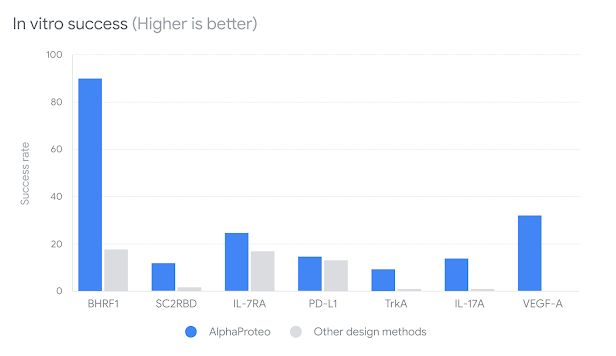 In vitro success (Higher is better)
100
80
60
40
20
0
Success rate
BHRF1 SC2RBD IL-7RA PD-L1 TrkA IL-17A VEGF-A
AlphaProteo Other design methods